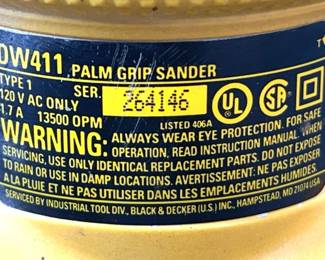 DW411 PALM GRIP SANDER
TYPE 1 SER. 264146
120 V AC ONLY
1.7 A 13500 OPM LISTED 406A
WARNING: ALWAYS WEAR EYE PROTECTION. FOR SAFE
OPERATION, READ INSTRUCTION MANUAL. WHEN
SERVICING, USE ONLY IDENTICAL REPLACEMENT PARTS. DO NOT EXPOSE
TO RAIN OR USE IN DAMP LOCATIONS. AVERTISSEMENT: NE PAS EXPOSER
A LA PLUIE ET NE PAS UTILISER DANS LES EMPLACEMENTS HUMIDES.
SERVICED BY INDUSTRIAL TOOL DIV., BLACK & DECKER (U.S.) INC., HAMPSTEAD, MD 21074 USA